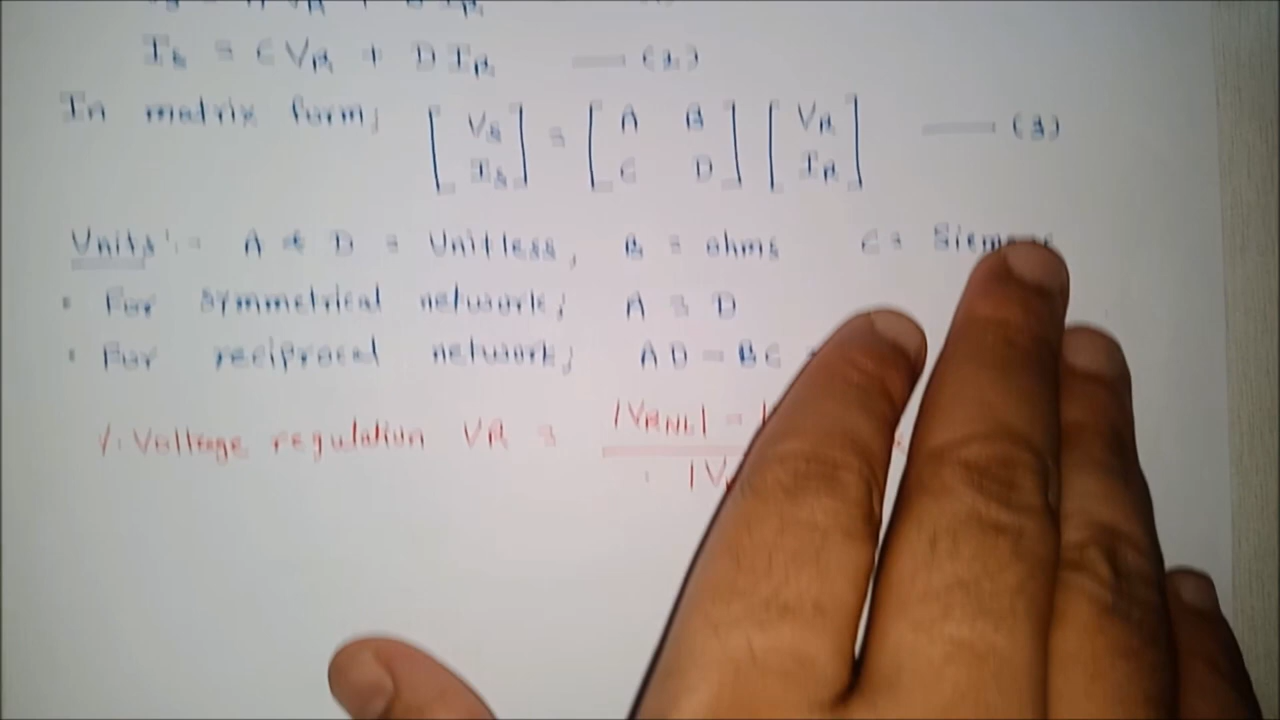 Is = CVR + DIR —— (2)
In matrix form; [ Vs Is ] = [ A B C D ] [ VR IR ] —— (3)
Units :- A & D = Unitless, B = ohms C = Siemens
• For symmetrical network; A = D
• For reciprocal network; AD - BC
% Voltage regulation VR = |VRNL| - |
|V